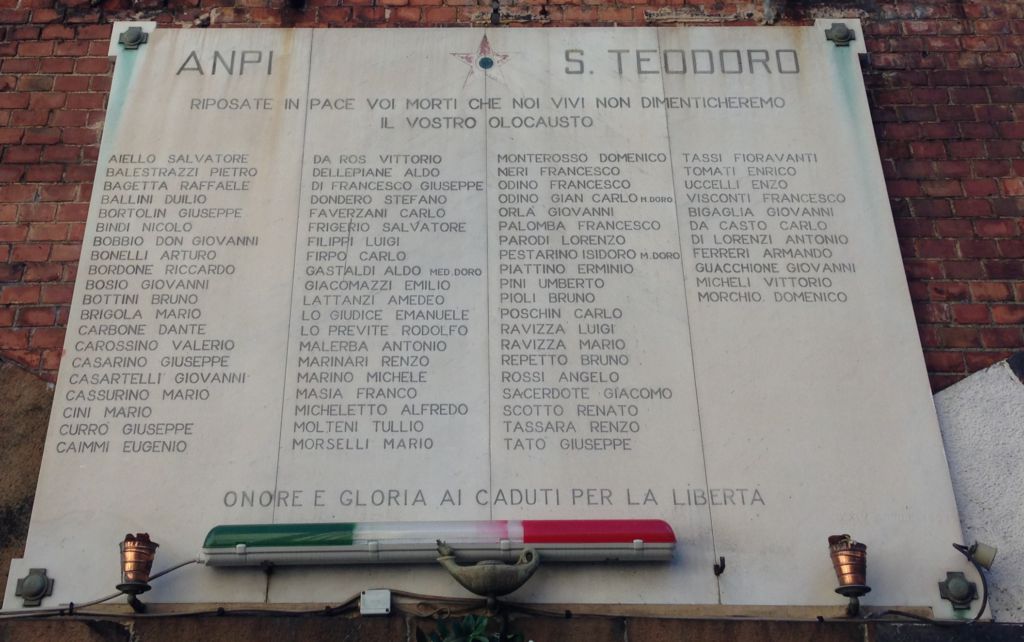 ANPI S. TEODORO
RIPOSATE IN PACE VOI MORTI CHE NOI VIVI NON DIMENTICHEREMO
IL VOSTRO OLOCAUSTO
AIELLO SALVATORE
BALESTRAZZI PIETRO
BAGETTA RAFFAELE
BALLINI DUILIO
BORTOLIN GIUSEPPE
BINDI NICOLO
BOBBIO DON GIOVANNI
BONELLI ARTURO
BORDONE RICCARDO
BOSIO GIOVANNI
BOTTINI BRUNO
BRIGOLA MARIO
CARBONE DANTE
CAROSSINO VALERIO
CASARINO GIUSEPPE
CASARTELLI GIOVANNI
CASSURINO MARIO
CINI MARIO
CURRO GIUSEPPE
CAIMMI EUGENIO
DA ROS VITTORIO
DELLEPIANE ALDO
DI FRANCESCO GIUSEPPE
DONDERO STEFANO
FAVERZANI CARLO
FRIGERIO SALVATORE
FILIPPI LUIGI
FIRPO CARLO
GASTALDI ALDO MED.DORO
GIACOMAZZI EMILIO
LATTANZI AMEDEO
LO GIUDICE EMANUELE
LO PREVITE RODOLFO
MALERBA ANTONIO
MARINARI RENZO
MARINO MICHELE
MASIA FRANCO
MICHELETTO ALFREDO
MOLTENI TULLIO
MORSELLI MARIO
MONTEROSSO DOMENICO
NERI FRANCESCO
ODINO FRANCESCO
ODINO GIAN CARLO M.DORO
ORLA GIOVANNI
PALOMBA FRANCESCO
PARODI LORENZO
PESTARINO ISIDORO M.DORO
PIATTINO ERMINIO
PINI UMBERTO
PIOLI BRUNO
POSCHIN CARLO
RAVIZZA LUIGI
RAVIZZA MARIO
REPETTO BRUNO
ROSSI ANGELO
SACERDOTE GIACOMO
SCOTTO RENATO
TASSARA RENZO
TATO GIUSEPPE
TASSI FIORAVANTI
TOMATI ENRICO
UCCELLI ENZO
VISCONTI FRANCESCO
BIGAGLIA GIOVANNI
DA CASTO CARLO
DI LORENZI ANTONIO
FERRERI ARMANDO
GUACCHIONE GIOVANNI
MICHELI VITTORIO
MORCHIO DOMENICO
ONORE E GLORIA AI CADUTI PER LA LIBERTÁ